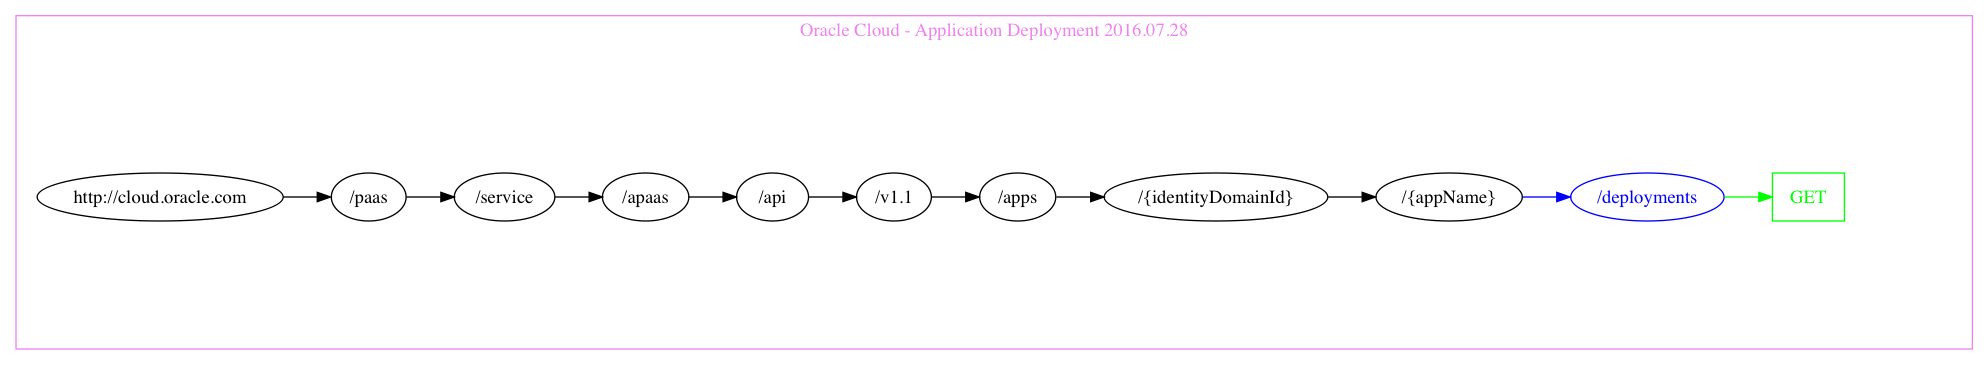 Oracle Cloud - Application Deployment 2016.07.28
http://cloud.oracle.com
/paas
/service
/apaas
/api
/v1.1
/apps
/{identityDomainId}
/{appName}
/deployments
GET